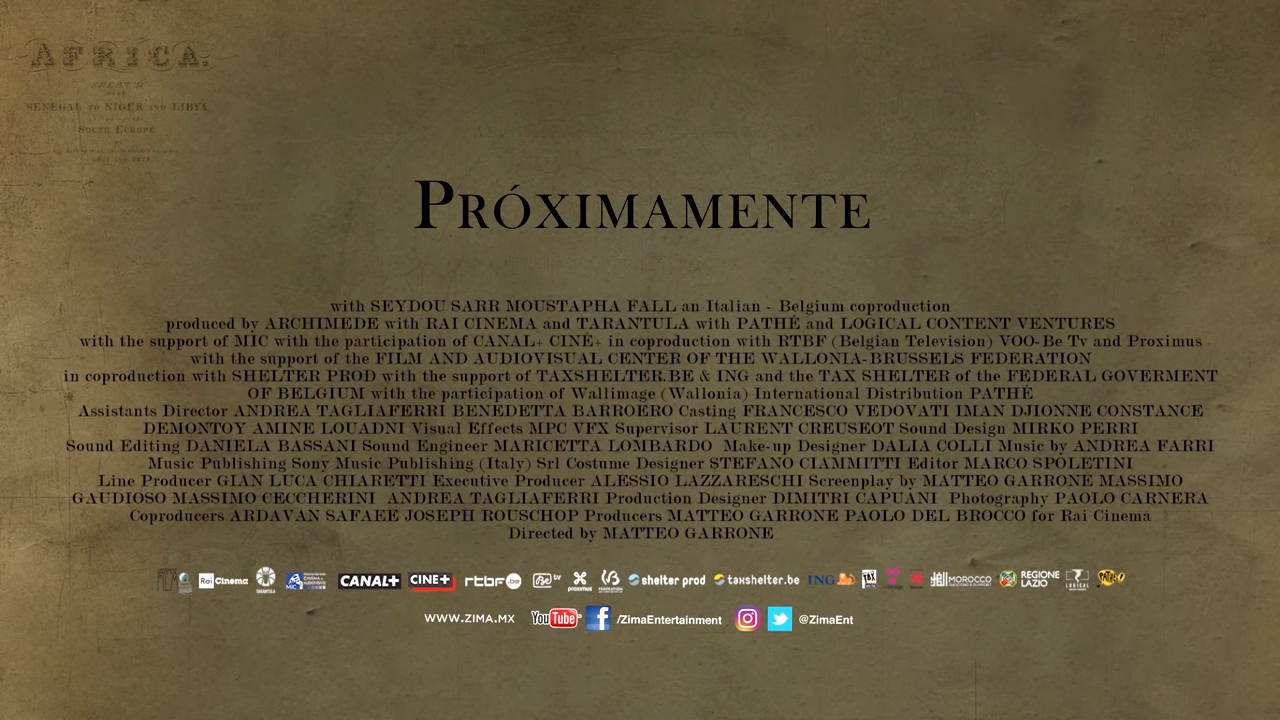 AFRICA.
SENEGAL TO NIGER AND LIBYA
SOUTH EUROPE
PRÓXIMAMENTE
with SEYDOU SARR MOUSTAPHA FALL an Italian - Belgium coproduction
produced by ARCHIMEDE with RAI CINEMA and TARANTULA with PATHÉ and LOGICAL CONTENT VENTURES
with the support of MIC with the participation of CANAL+ CINÉ+ in coproduction with RTBF (Belgian Television) VOO-Be Tv and Proximus
with the support of the FILM AND AUDIOVISUAL CENTER OF THE WALLONIA-BRUSSELS FEDERATION
in coproduction with SHELTER PROD with the support of TAXSHELTER.BE & ING and the TAX SHELTER of the FEDERAL GOVERMENT
OF BELGIUM with the participation of Wallimage (Wallonia) International Distribution PATHÉ
Assistants Director ANDREA TAGLIAFERRI BENEDETTA BARROERO Casting FRANCESCO VEDOVATI IMAN DJIONNE CONSTANCE
DEMONTOY AMINE LOUADNI Visual Effects MPC VFX Supervisor LAURENT CREUSEOT Sound Design MIRKO PERRI
Sound Editing DANIELA BASSANI Sound Engineer MARICETTA LOMBARDO Make-up Designer DALIA COLLI Music by ANDREA FARRI
Music Publishing Sony Music Publishing (Italy) Srl Costume Designer STEFANO CIAMMITTI Editor MARCO SPOLETINI
Line Producer GIAN LUCA CHIARETTI Executive Producer ALESSIO LAZZARESCHI Screenplay by MATTEO GARRONE MASSIMO
GAUDIOSO MASSIMO CECCHERINI ANDREA TAGLIAFERRI Production Designer DIMITRI CAPUANI Photography PAOLO CARNERA
Coproducers ARDAVAN SAFAEE JOSEPH ROUSCHOP Producers MATTEO GARRONE PAOLO DEL BROCCO for Rai Cinema
Directed by MATTEO GARRONE
Rai Cinema TARANTULA MiC CANAL+ CINE+ rtbf.be Be tv proximus shelter prod taxshelter.be ING MOROCCO REGIONE LAZIO LOGICAL PATHÉ
WWW.ZIMA.MX YouTube f /ZimaEntertainment @ZimaEnt